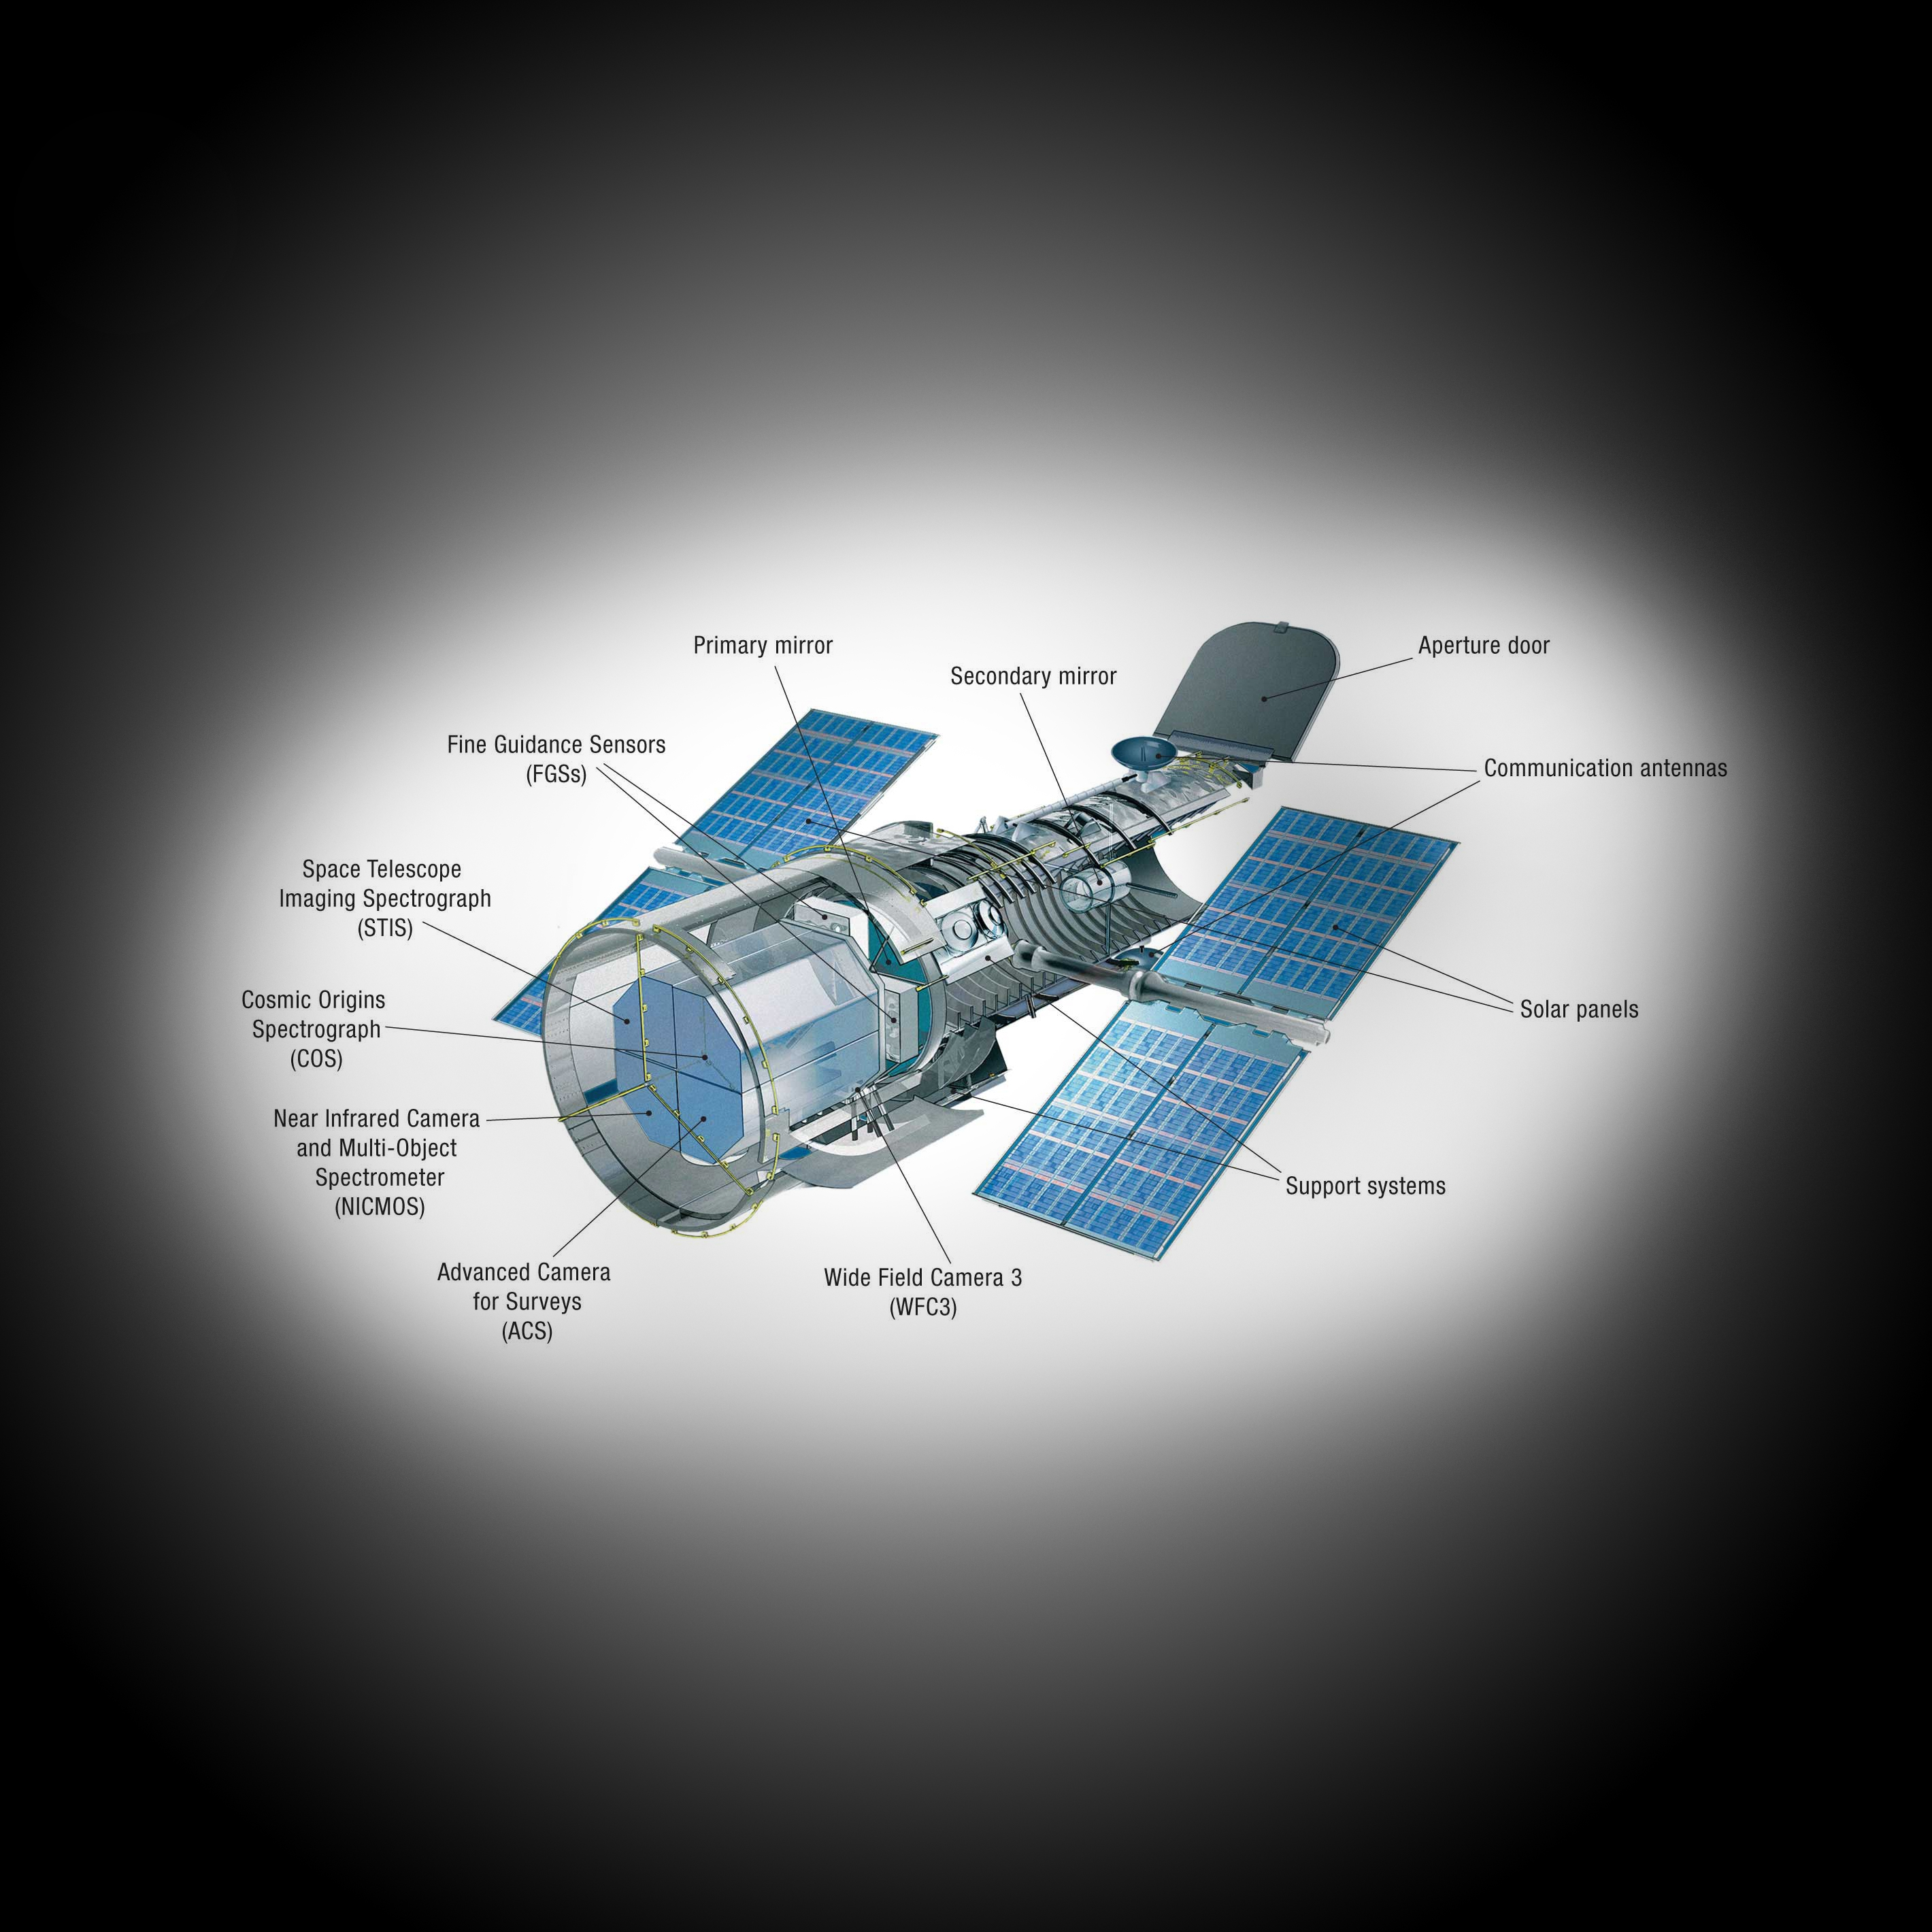 Primary mirror
Secondary mirror
Aperture door
Fine Guidance Sensors
(FGSs)
Communication antennas
Space Telescope
Imaging Spectrograph
(STIS)
Cosmic Origins
Spectrograph
(COS)
Solar panels
Near Infrared Camera
and Multi-Object
Spectrometer
(NICMOS)
Support systems
Advanced Camera
for Surveys
(ACS)
Wide Field Camera 3
(WFC3)